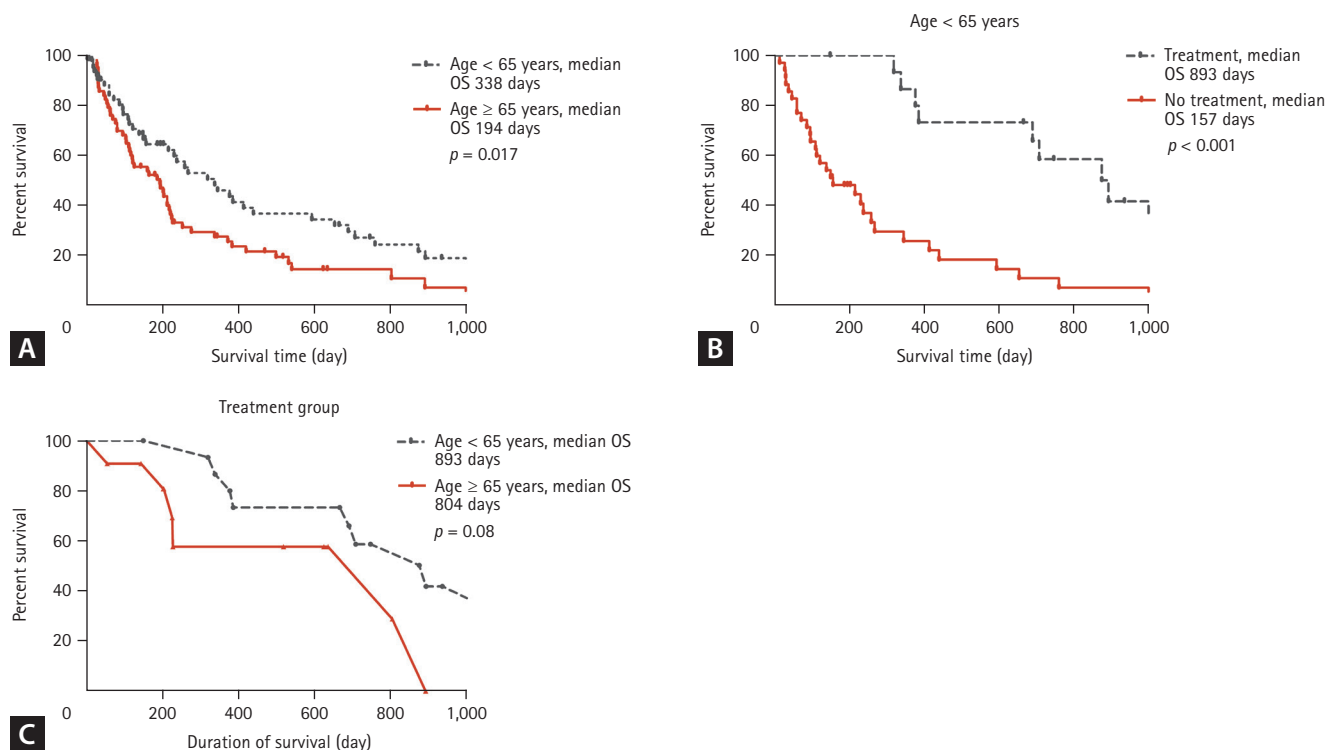 100
80
60
40
20
0
200
400
600
800
1,000
Percent survival
Survival time (day)
Age < 65 years, median
OS 338 days
Age ≥ 65 years, median
OS 194 days
p = 0.017
A
Age < 65 years
100
80
60
40
20
0
200
400
600
800
1,000
Percent survival
Survival time (day)
Treatment, median
OS 893 days
No treatment, median
OS 157 days
p < 0.001
B
Treatment group
100
80
60
40
20
0
200
400
600
800
1,000
Percent survival
Duration of survival (day)
Age < 65 years, median OS
893 days
Age ≥ 65 years, median OS
804 days
p = 0.08
C